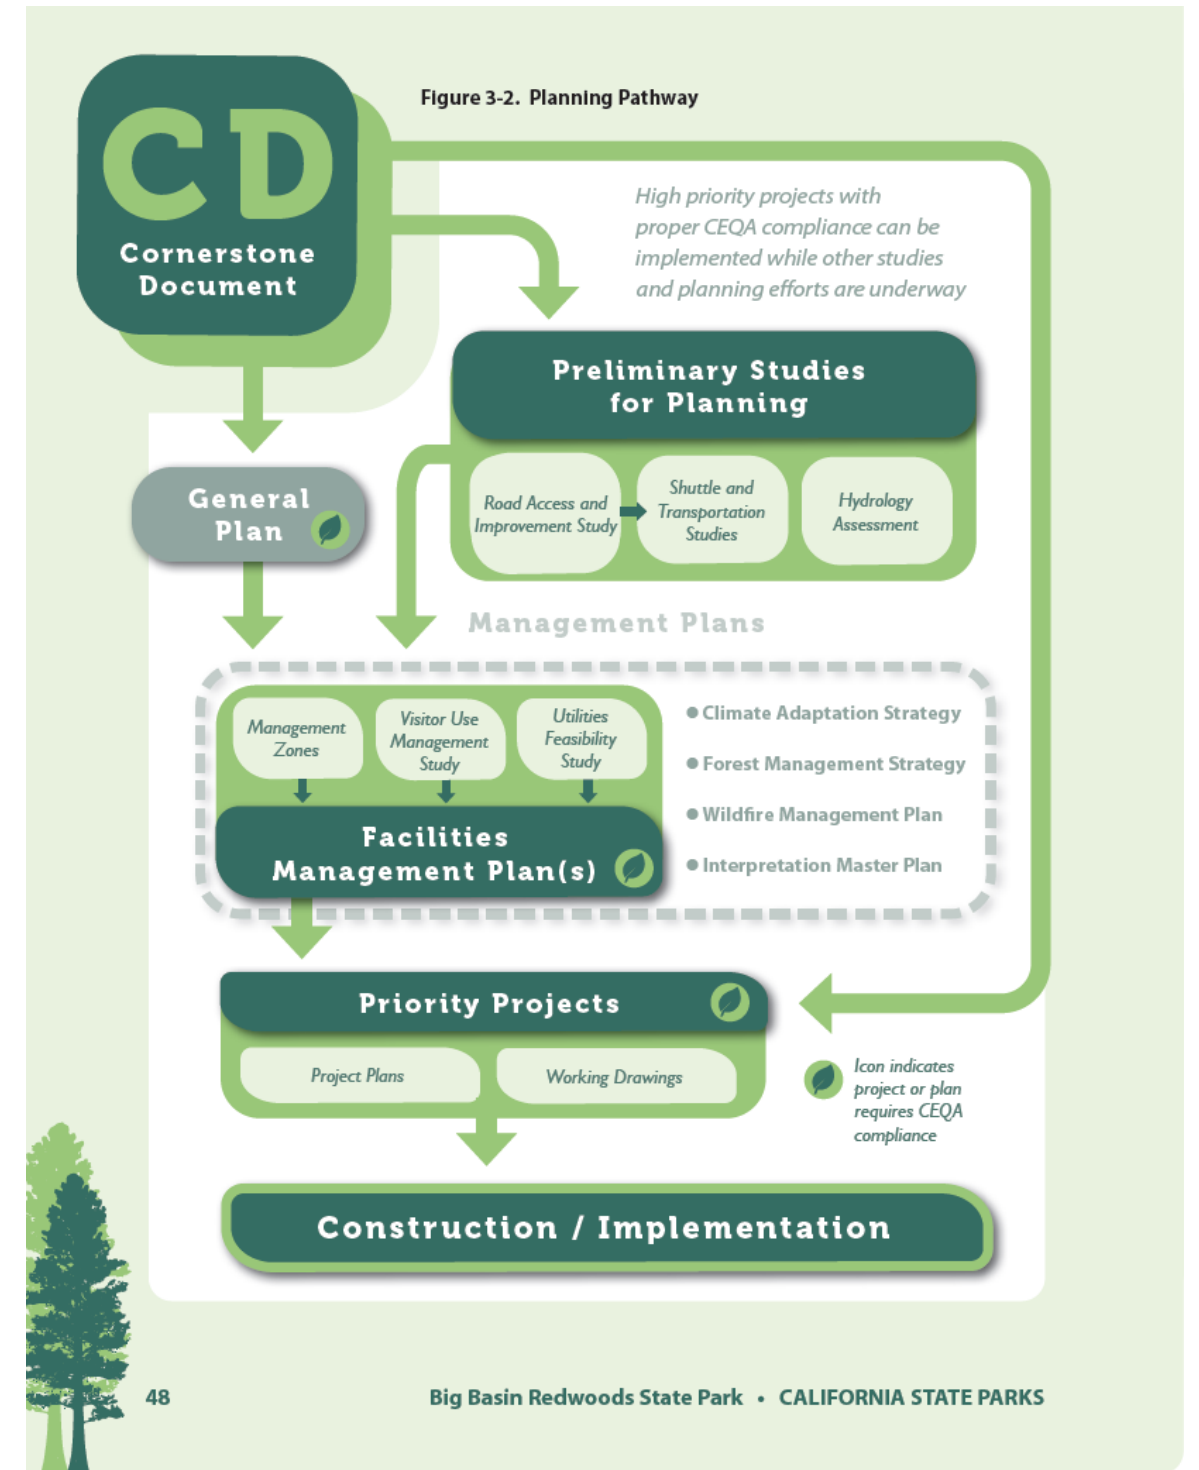 Figure 3-2. Planning Pathway
CD
Cornerstone
Document
High priority projects with
proper CEQA compliance can be
implemented while other studies
and planning efforts are underway
Preliminary Studies
for Planning
Road Access and
Improvement Study
Shuttle and
Transportation
Studies
Hydrology
Assessment
General
Plan
Management Plans
Management
Zones
Visitor Use
Management
Study
Utilities
Feasibility
Study
Facilities
Management Plan(s)
● Climate Adaptation Strategy
● Forest Management Strategy
● Wildfire Management Plan
● Interpretation Master Plan
Priority Projects
Project Plans
Working Drawings
Icon indicates
project or plan
requires CEQA
compliance
Construction / Implementation
48
Big Basin Redwoods State Park • CALIFORNIA STATE PARKS